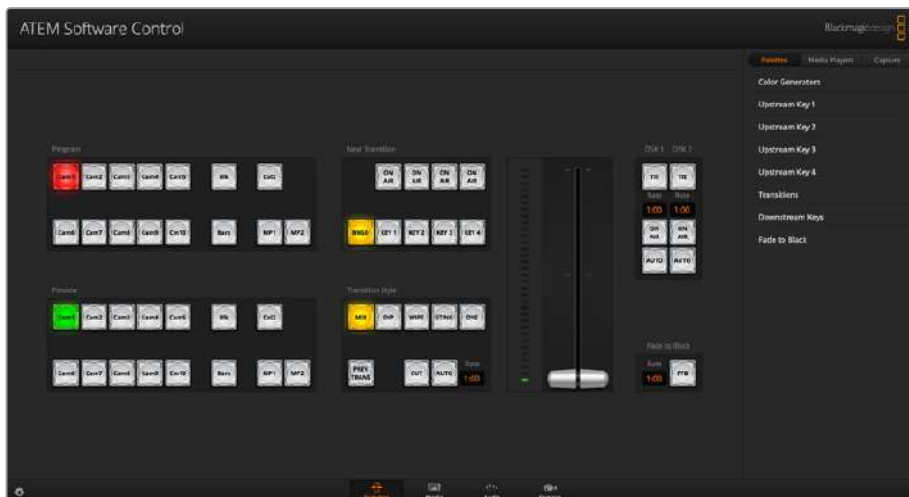 ATEM Software Control
Blackmagicdesign
Palettes Media Players Capture
Color Generators
Upstream Key 1
Upstream Key 2
Upstream Key 3
Upstream Key 4
Transitions
Downstream Keys
Fade to Black
Program
Cam1 Cam2 Cam3 Cam4 Cam5 Blk Col1
Cam6 Cam7 Cam8 Cam9 Cm10 Bars MP1 MP2
Next Transition
ON AIR ON AIR ON AIR ON AIR
BKGD KEY 1 KEY 2 KEY 3 KEY 4
DSK 1 DSK 2
TIE TIE
Rate Rate
1:00 1:00
ON AIR ON AIR
AUTO AUTO
Preview
Cam1 Cam2 Cam3 Cam4 Cam5 Blk
Cam6 Cam7 Cam8 Cam9 Cm10 Bars MP1 MP2
Transition Style
MIX DIP WIPE STING DVE
PREV TRANS CUT AUTO
Rate
1:00
Fade to Black
Rate
1:00 FTB
Media
Audio
Camera